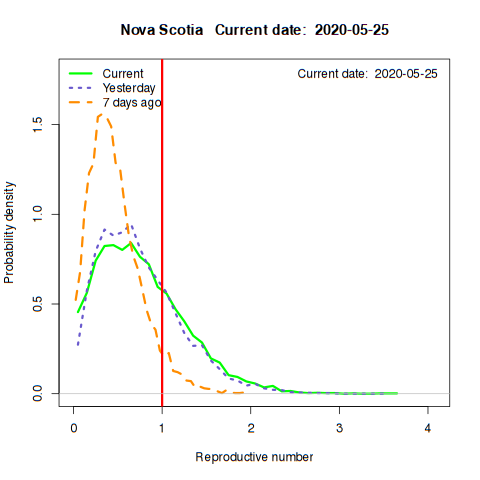 Nova Scotia   Current date:  2020-05-25
Current
Yesterday
7 days ago
Current date:  2020-05-25
Probability density
0.0
0.5
1.0
1.5
0
1
2
3
4
Reproductive number